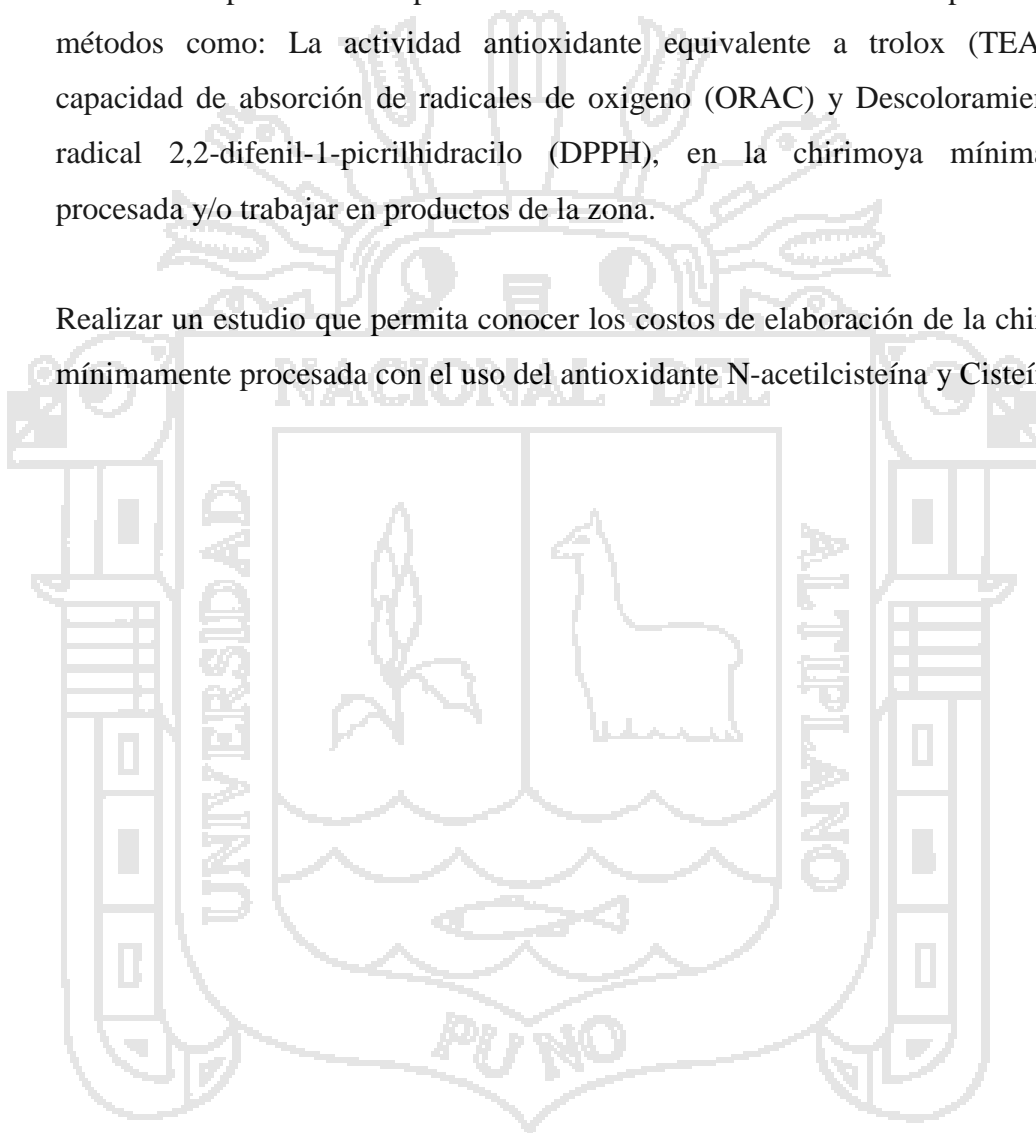 métodos como: La actividad antioxidante equivalente a trolox (TEA
capacidad de absorción de radicales de oxigeno (ORAC) y Descoloramie
radical 2,2-difenil-1-picrilhidracilo (DPPH), en la chirimoya mínima
procesada y/o trabajar en productos de la zona.
Realizar un estudio que permita conocer los costos de elaboración de la chi
mínimamente procesada con el uso del antioxidante N-acetilcisteína y Cisteí
NACIONAL DEL
UNIVERSIDAD
ALTIPLANO
PUNO